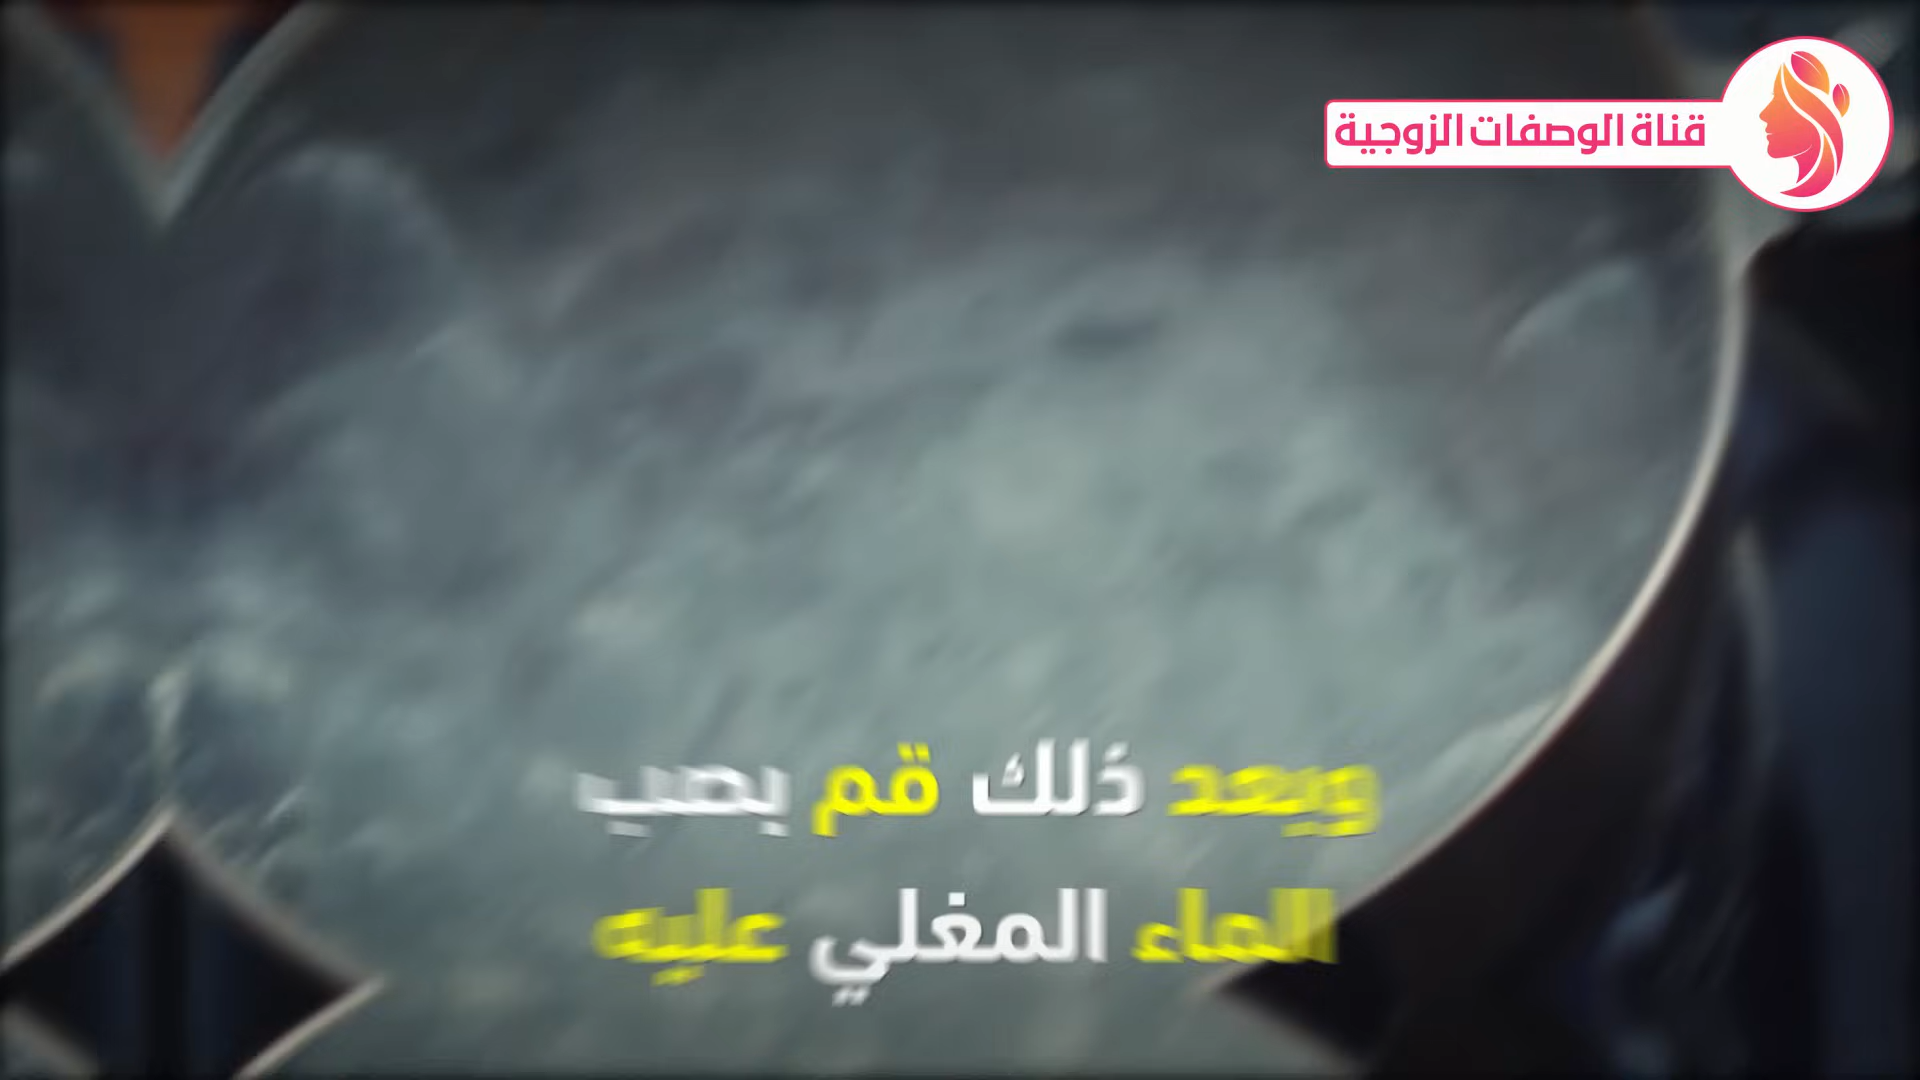 قناة الوصفات الزوجية
وبعد ذلك قم بصب
الماء المغلي عليه